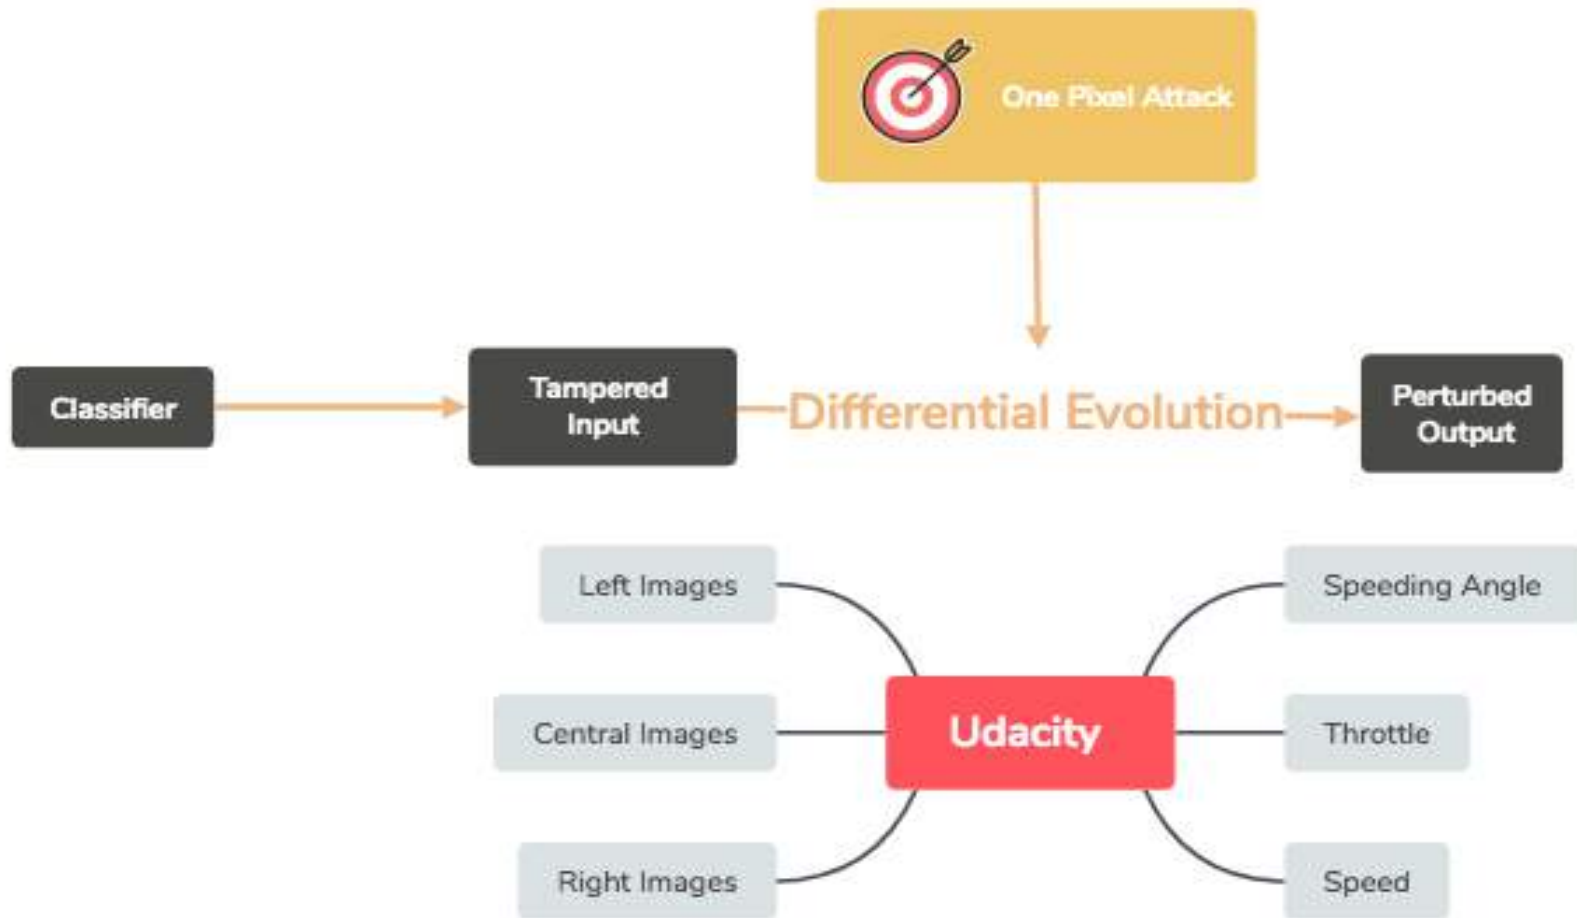 One Pixel Attack
Classifier
Tampered
Input
Differential Evolution
Perturbed
Output
Left Images
Speeding Angle
Central Images
Udacity
Throttle
Right Images
Speed